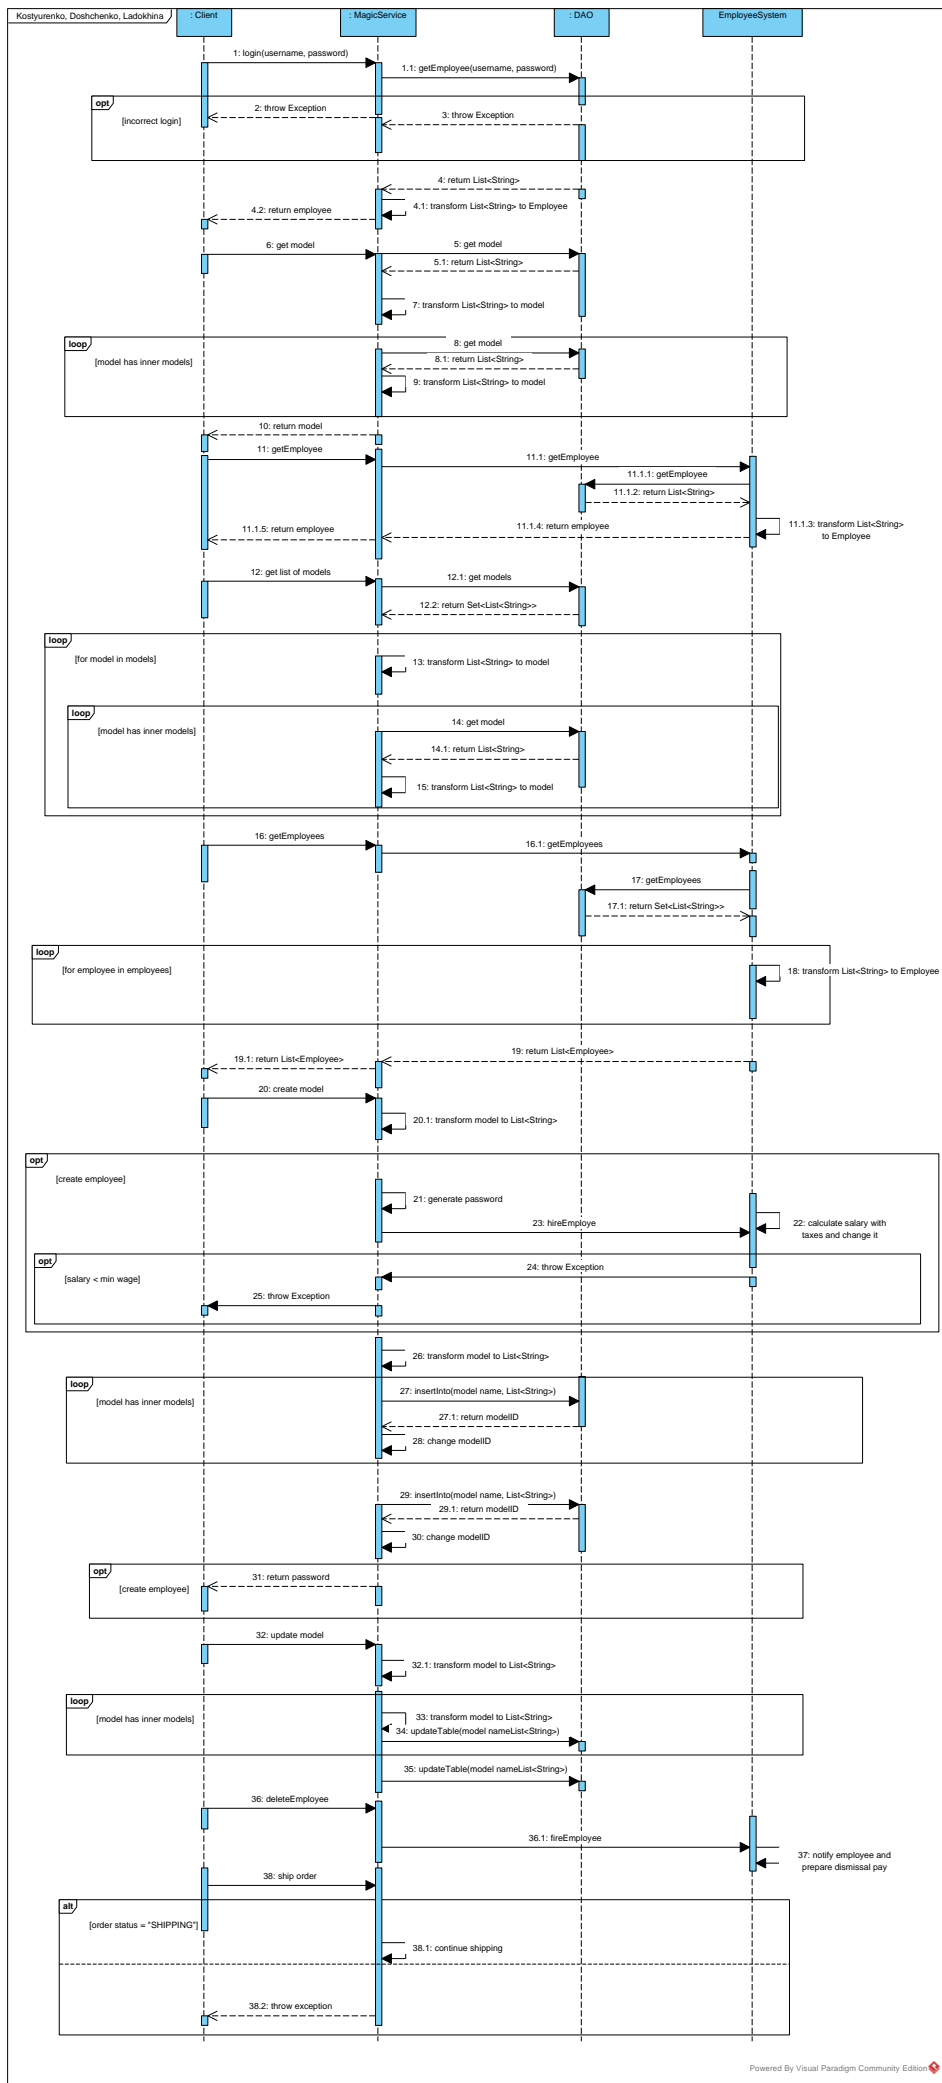 Kostyurenko, Doshchenko, Ladokhina
: Client
: MagicService
: DAO
EmployeeSystem
1: login(username, password)
1.1: getEmployee(username, password)
opt
[incorrect login]
2: throw Exception
3: throw Exception
4: return List<String>
4.1: transform List<String> to Employee
4.2: return employee
6: get model
5: get model
5.1: return List<String>
7: transform List<String> to model
loop
[model has inner models]
8: get model
8.1: return List<String>
9: transform List<String> to model
10: return model
11: getEmployee
11.1: getEmployee
11.1.1: getEmployee
11.1.2: return List<String>
11.1.3: transform List<String>
to Employee
11.1.4: return employee
11.1.5: return employee
12: get list of models
12.1: get models
12.2: return Set<List<String>>
loop
[for model in models]
13: transform List<String> to model
loop
[model has inner models]
14: get model
14.1: return List<String>
15: transform List<String> to model
16: getEmployees
16.1: getEmployees
17: getEmployees
17.1: return Set<List<String>>
loop
[for employee in employees]
18: transform List<String> to Employee
19: return List<Employee>
19.1: return List<Employee>
20: create model
20.1: transform model to List<String>
opt
[create employee]
21: generate password
23: hireEmploye
22: calculate salary with
taxes and change it
opt
[salary < min wage]
24: throw Exception
25: throw Exception
26: transform model to List<String>
loop
[model has inner models]
27: insertInto(model name, List<String>)
27.1: return modelID
28: change modelID
29: insertInto(model name, List<String>)
29.1: return modelID
30: change modelID
opt
[create employee]
31: return password
32: update model
32.1: transform model to List<String>
loop
[model has inner models]
33: transform model to List<String>
34: updateTable(model nameList<String>)
35: updateTable(model nameList<String>)
36: deleteEmployee
36.1: fireEmployee
37: notify employee and
prepare dismissal pay
38: ship order
alt
[order status = "SHIPPING"]
38.1: continue shipping
38.2: throw exception
Powered By Visual Paradigm Community Edition